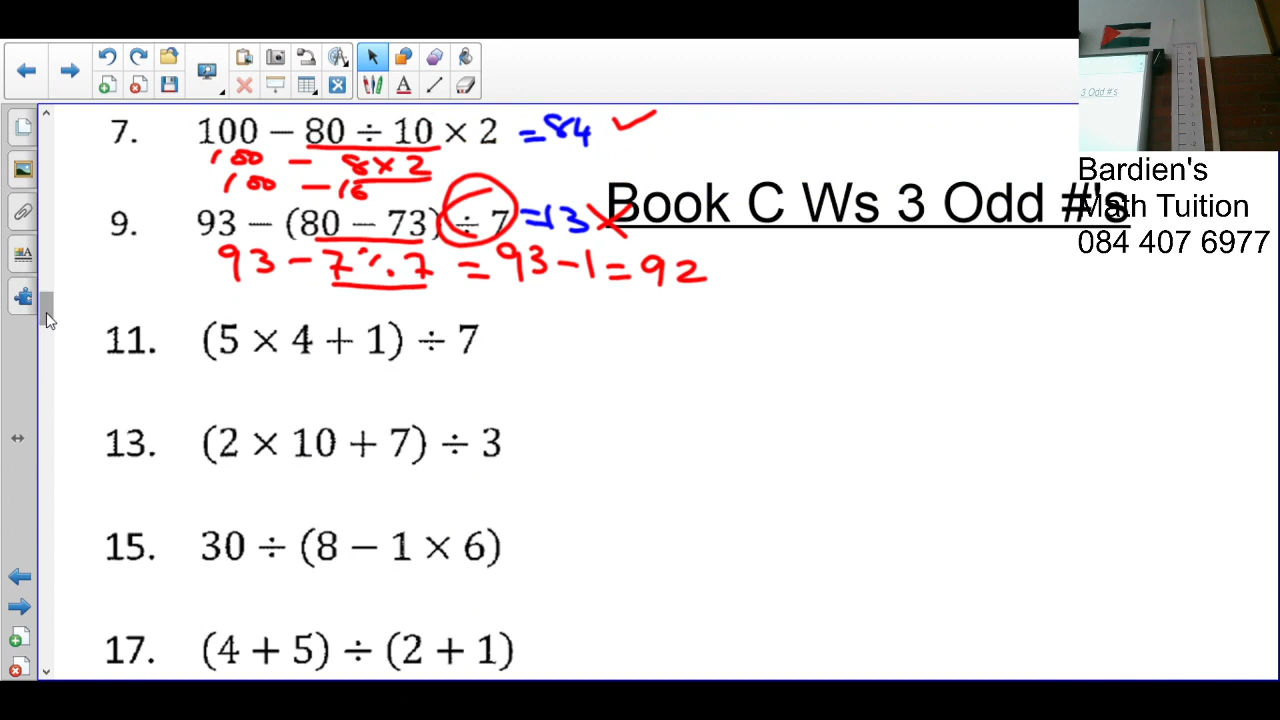 7. 100 − 80 ÷ 10 × 2 =84 ✓
100 − 8×2
100 −16
Book C Ws 3 Odd #'s
9. 93 − (80 − 73) ÷ 7 =13 ✗
93 − 7 ÷ 7 = 93 −1 = 92
11. (5 × 4 + 1) ÷ 7
13. (2 × 10 + 7) ÷ 3
15. 30 ÷ (8 − 1 × 6)
17. (4 + 5) ÷ (2 + 1)
3 Odd #'s
Bardien's
Math Tuition
084 407 6977